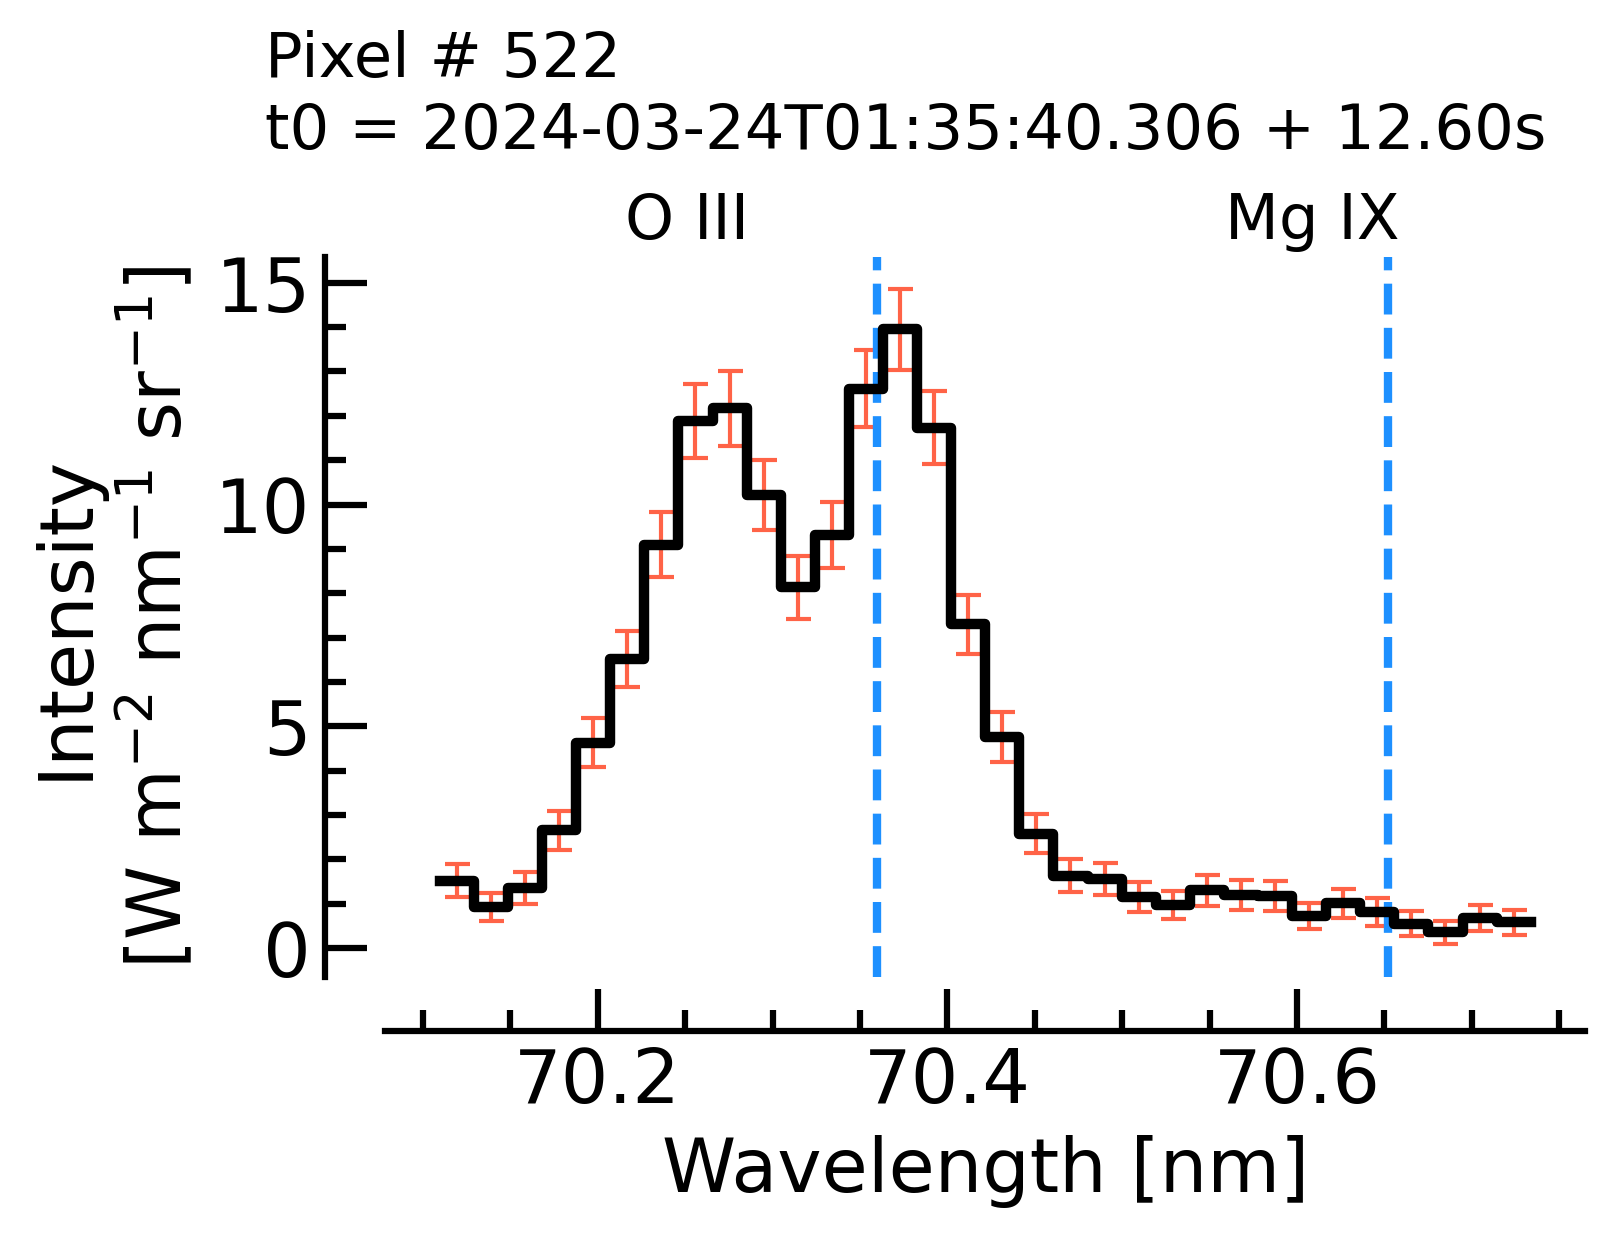 Pixel # 522
t0 = 2024-03-24T01:35:40.306 + 12.60s
O III
Mg IX
Intensity
[W m⁻² nm⁻¹ sr⁻¹]
15
10
5
0
70.2 70.4 70.6
Wavelength [nm]